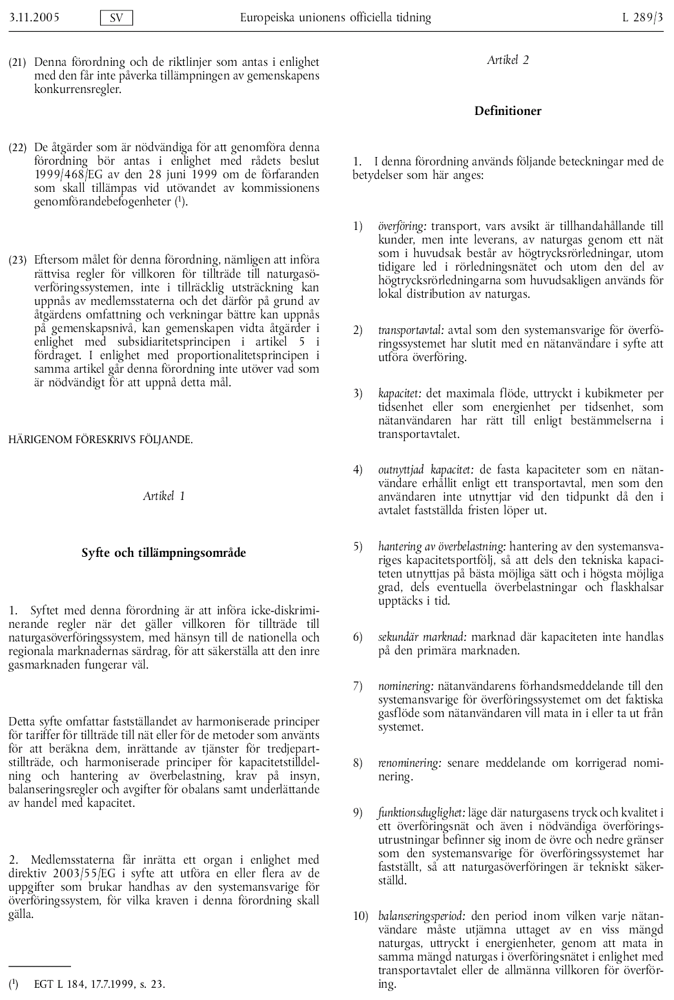 3.11.2005 SV Europeiska unionens officiella tidning L 289/3
(21) Denna förordning och de riktlinjer som antas i enlighet
med den får inte påverka tillämpningen av gemenskapens
konkurrensregler.
(22) De åtgärder som är nödvändiga för att genomföra denna
förordning bör antas i enlighet med rådets beslut
1999/468/EG av den 28 juni 1999 om de förfaranden
som skall tillämpas vid utövandet av kommissionens
genomförandebefogenheter (1).
(23) Eftersom målet för denna förordning, nämligen att införa
rättvisa regler för villkoren för tillträde till naturgasö-
verföringssystemen, inte i tillräcklig utsträckning kan
uppnås av medlemsstaterna och det därför på grund av
åtgärdens omfattning och verkningar bättre kan uppnås
på gemenskapsnivå, kan gemenskapen vidta åtgärder i
enlighet med subsidiaritetsprincipen i artikel 5 i
fördraget. I enlighet med proportionalitetsprincipen i
samma artikel går denna förordning inte utöver vad som
är nödvändigt för att uppnå detta mål.
HÄRIGENOM FÖRESKRIVS FÖLJANDE.
Artikel 1
Syfte och tillämpningsområde
1. Syftet med denna förordning är att införa icke-diskrimi-
nerande regler när det gäller villkoren för tillträde till
naturgasöverföringssystem, med hänsyn till de nationella och
regionala marknadernas särdrag, för att säkerställa att den inre
gasmarknaden fungerar väl.
Detta syfte omfattar fastställandet av harmoniserade principer
för tariffer för tillträde till nät eller för de metoder som använts
för att beräkna dem, inrättande av tjänster för tredjepart-
stillträde, och harmoniserade principer för kapacitetstilldel-
ning och hantering av överbelastning, krav på insyn,
balanseringsregler och avgifter för obalans samt underlättande
av handel med kapacitet.
2. Medlemsstaterna får inrätta ett organ i enlighet med
direktiv 2003/55/EG i syfte att utföra en eller flera av de
uppgifter som brukar handhas av den systemansvarige för
överföringssystem, för vilka kraven i denna förordning skall
gälla.
(1) EGT L 184, 17.7.1999, s. 23.
Artikel 2
Definitioner
1. I denna förordning används följande beteckningar med de
betydelser som här anges:
1) överföring: transport, vars avsikt är tillhandahållande till
kunder, men inte leverans, av naturgas genom ett nät
som i huvudsak består av högtrycksrörledningar, utom
tidigare led i rörledningsnätet och utom den del av
högtrycksrörledningarna som huvudsakligen används för
lokal distribution av naturgas.
2) transportavtal: avtal som den systemansvarige för överfö-
ringssystemet har slutit med en nätanvändare i syfte att
utföra överföring.
3) kapacitet: det maximala flöde, uttryckt i kubikmeter per
tidsenhet eller som energienhet per tidsenhet, som
nätanvändaren har rätt till enligt bestämmelserna i
transportavtalet.
4) outnyttjad kapacitet: de fasta kapaciteter som en nätan-
vändare erhållit enligt ett transportavtal, men som den
användaren inte utnyttjar vid den tidpunkt då den i
avtalet fastställda fristen löper ut.
5) hantering av överbelastning: hantering av den systemansva-
riges kapacitetsportfölj, så att dels den tekniska kapaci-
teten utnyttjas på bästa möjliga sätt och i högsta möjliga
grad, dels eventuella överbelastningar och flaskhalsar
upptäcks i tid.
6) sekundär marknad: marknad där kapaciteten inte handlas
på den primära marknaden.
7) nominering: nätanvändarens förhandsmeddelande till den
systemansvarige för överföringssystemet om det faktiska
gasflöde som nätanvändaren vill mata in i eller ta ut från
systemet.
8) renominering: senare meddelande om korrigerad nomi-
nering.
9) funktionsduglighet: läge där naturgasens tryck och kvalitet i
ett överföringsnät och även i nödvändiga överförings-
utrustningar befinner sig inom de övre och nedre gränser
som den systemansvarige för överföringssystemet har
fastställt, så att naturgasöverföringen är tekniskt säker-
ställd.
10) balanseringsperiod: den period inom vilken varje nätan-
vändare måste utjämna uttaget av en viss mängd
naturgas, uttryckt i energienheter, genom att mata in
samma mängd naturgas i överföringsnätet i enlighet med
transportavtalet eller de allmänna villkoren för överför-
ing.